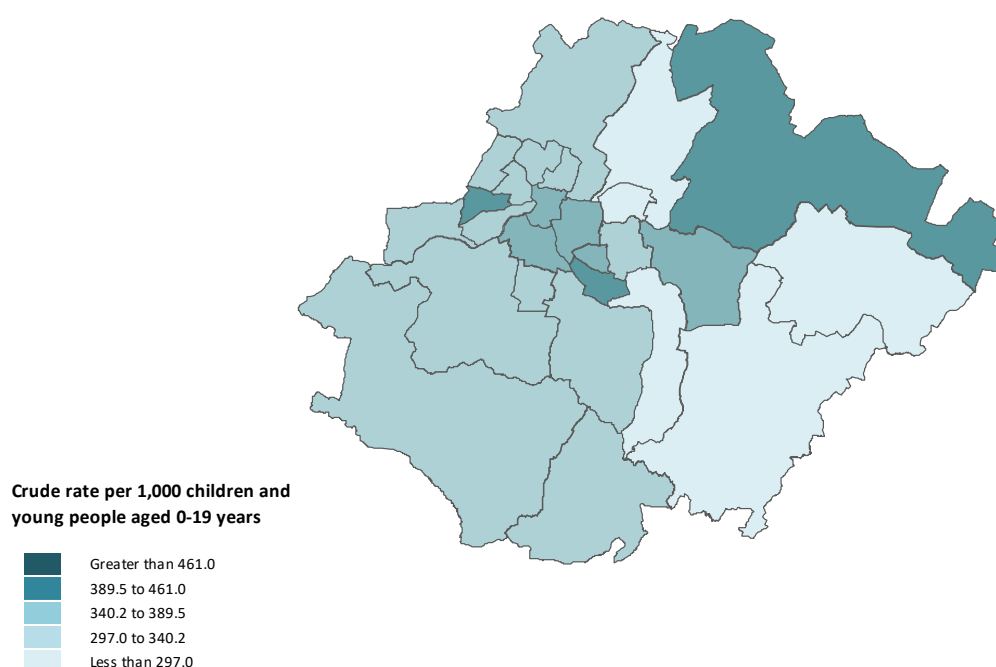 Crude rate per 1,000 children and
young people aged 0-19 years
Greater than 461.0
389.5 to 461.0
340.2 to 389.5
297.0 to 340.2
Less than 297.0